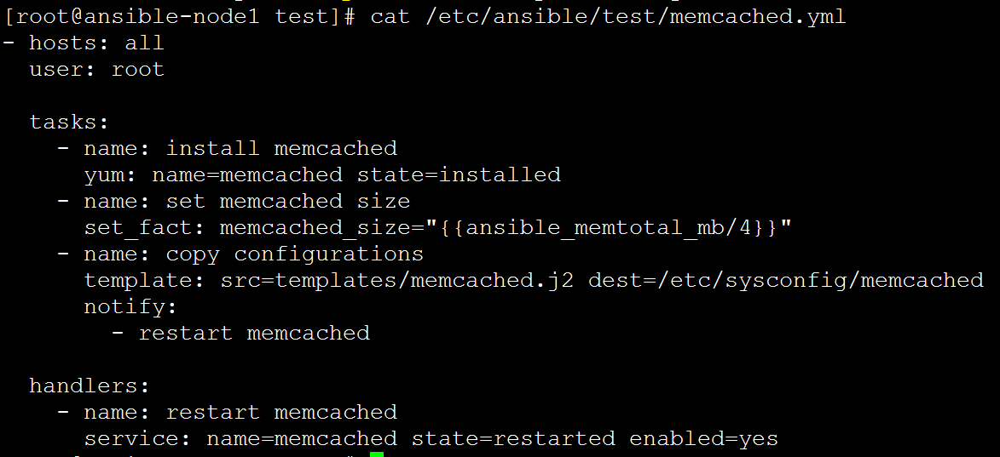 [root@ansible-node1 test]# cat /etc/ansible/test/memcached.yml
- hosts: all
  user: root

  tasks:
    - name: install memcached
      yum: name=memcached state=installed
    - name: set memcached size
      set_fact: memcached_size="{{ansible_memtotal_mb/4}}"
    - name: copy configurations
      template: src=templates/memcached.j2 dest=/etc/sysconfig/memcached
      notify:
        - restart memcached

  handlers:
    - name: restart memcached
      service: name=memcached state=restarted enabled=yes